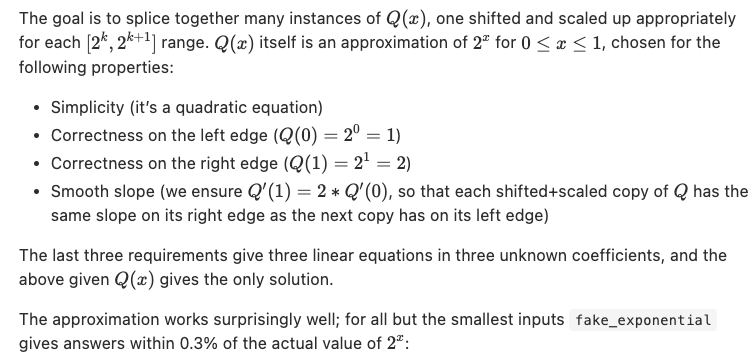 The goal is to splice together many instances of Q(x), one shifted and scaled up appropriately
for each [2^k, 2^{k+1}] range. Q(x) itself is an approximation of 2^x for 0 ≤ x ≤ 1, chosen for the
following properties:
• Simplicity (it's a quadratic equation)
• Correctness on the left edge (Q(0) = 2^0 = 1)
• Correctness on the right edge (Q(1) = 2^1 = 2)
• Smooth slope (we ensure Q'(1) = 2 * Q'(0), so that each shifted+scaled copy of Q has the
same slope on its right edge as the next copy has on its left edge)
The last three requirements give three linear equations in three unknown coefficients, and the
above given Q(x) gives the only solution.
The approximation works surprisingly well; for all but the smallest inputs fake_exponential
gives answers within 0.3% of the actual value of 2^x: